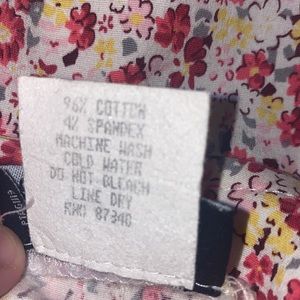 96% COTTON
4% SPANDEX
MACHINE WASH
COLD WATER
DO NOT BLEACH
LINE DRY
RN# 87340